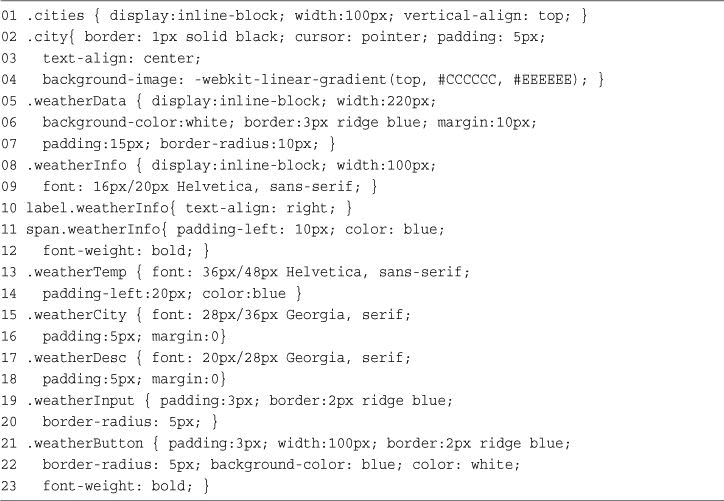 01 .cities { display:inline-block; width:100px; vertical-align: top; }
02 .city{ border: 1px solid black; cursor: pointer; padding: 5px;
03   text-align: center;
04   background-image: -webkit-linear-gradient(top, #CCCCCC, #EEEEEE); }
05 .weatherData { display:inline-block; width:220px;
06   background-color:white; border:3px ridge blue; margin:10px;
07   padding:15px; border-radius:10px; }
08 .weatherInfo { display:inline-block; width:100px;
09   font: 16px/20px Helvetica, sans-serif; }
10 label.weatherInfo{ text-align: right; }
11 span.weatherInfo{ padding-left: 10px; color: blue;
12   font-weight: bold; }
13 .weatherTemp { font: 36px/48px Helvetica, sans-serif;
14   padding-left:20px; color:blue }
15 .weatherCity { font: 28px/36px Georgia, serif;
16   padding:5px; margin:0}
17 .weatherDesc { font: 20px/28px Georgia, serif;
18   padding:5px; margin:0}
19 .weatherInput { padding:3px; border:2px ridge blue;
20   border-radius: 5px; }
21 .weatherButton { padding:3px; width:100px; border:2px ridge blue;
22   border-radius: 5px; background-color: blue; color: white;
23   font-weight: bold; }